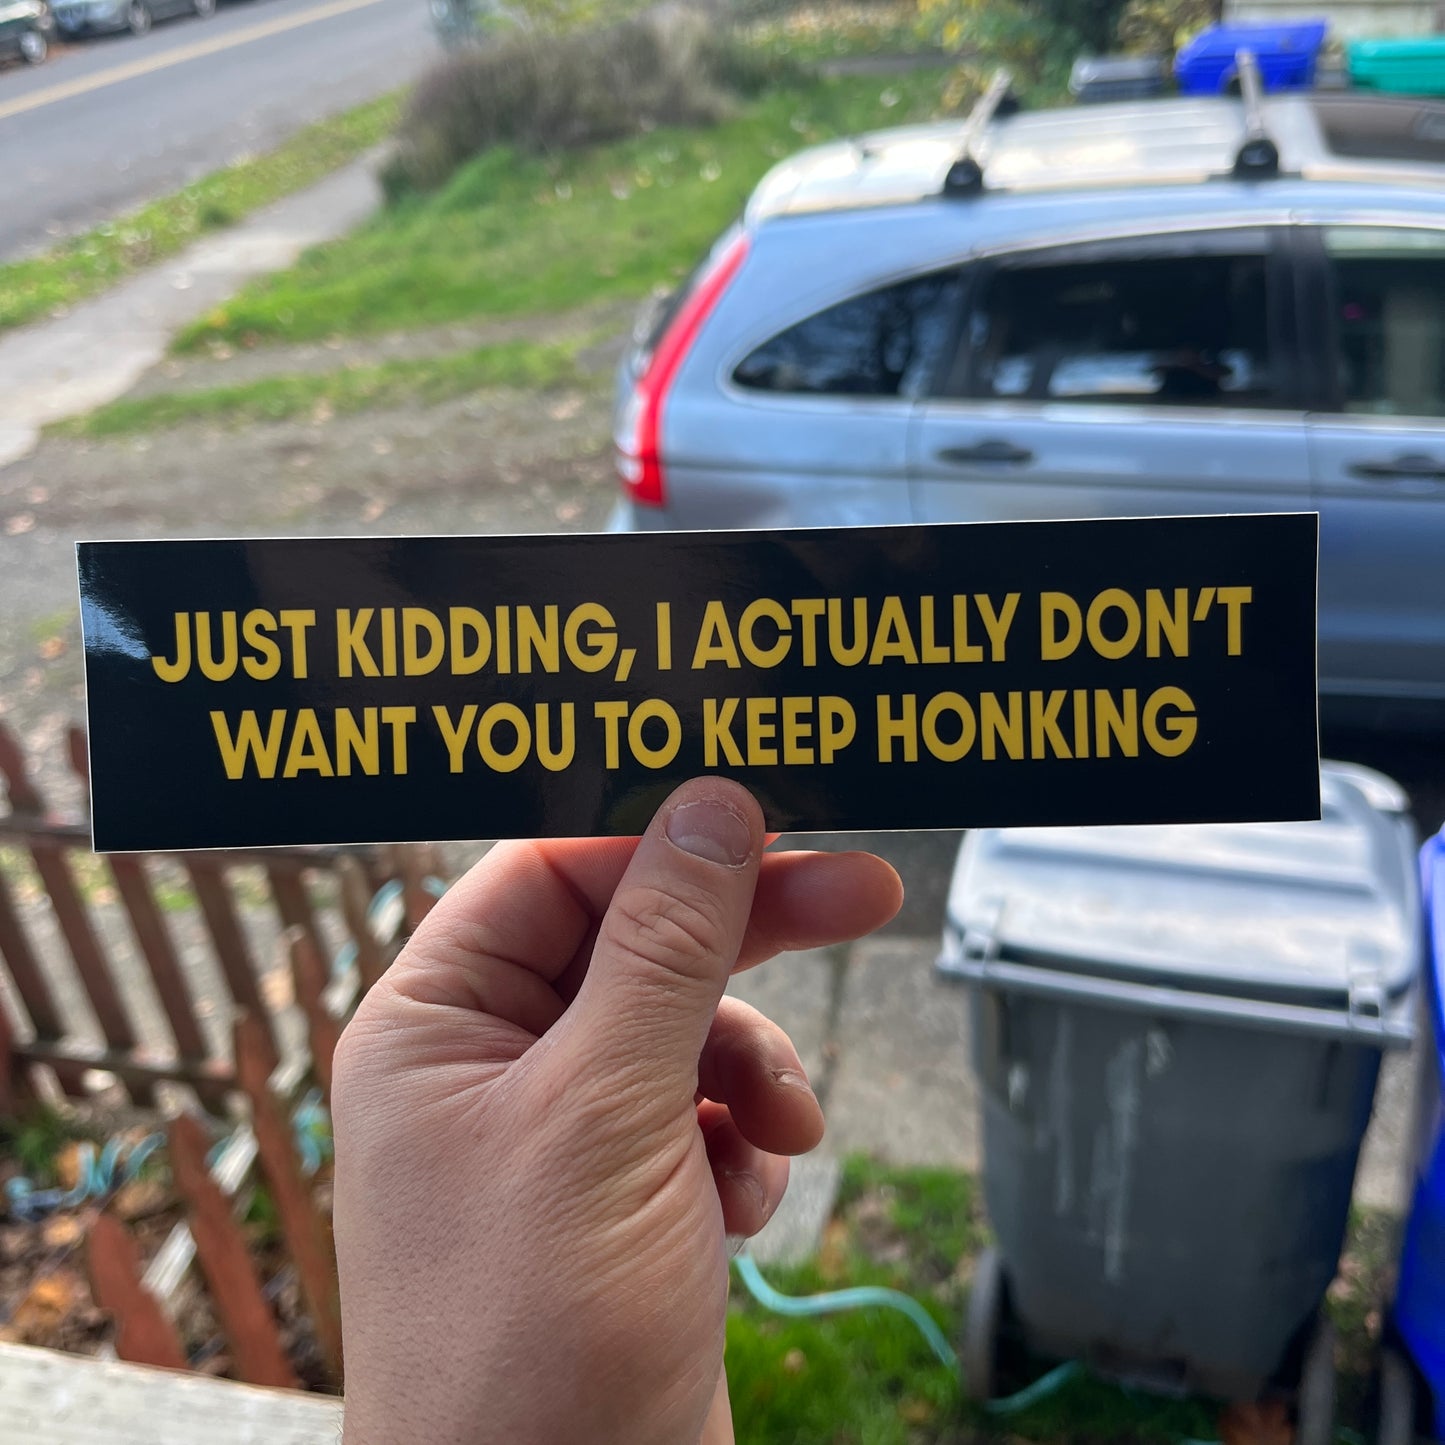 JUST KIDDING, I ACTUALLY DON'T
WANT YOU TO KEEP HONKING